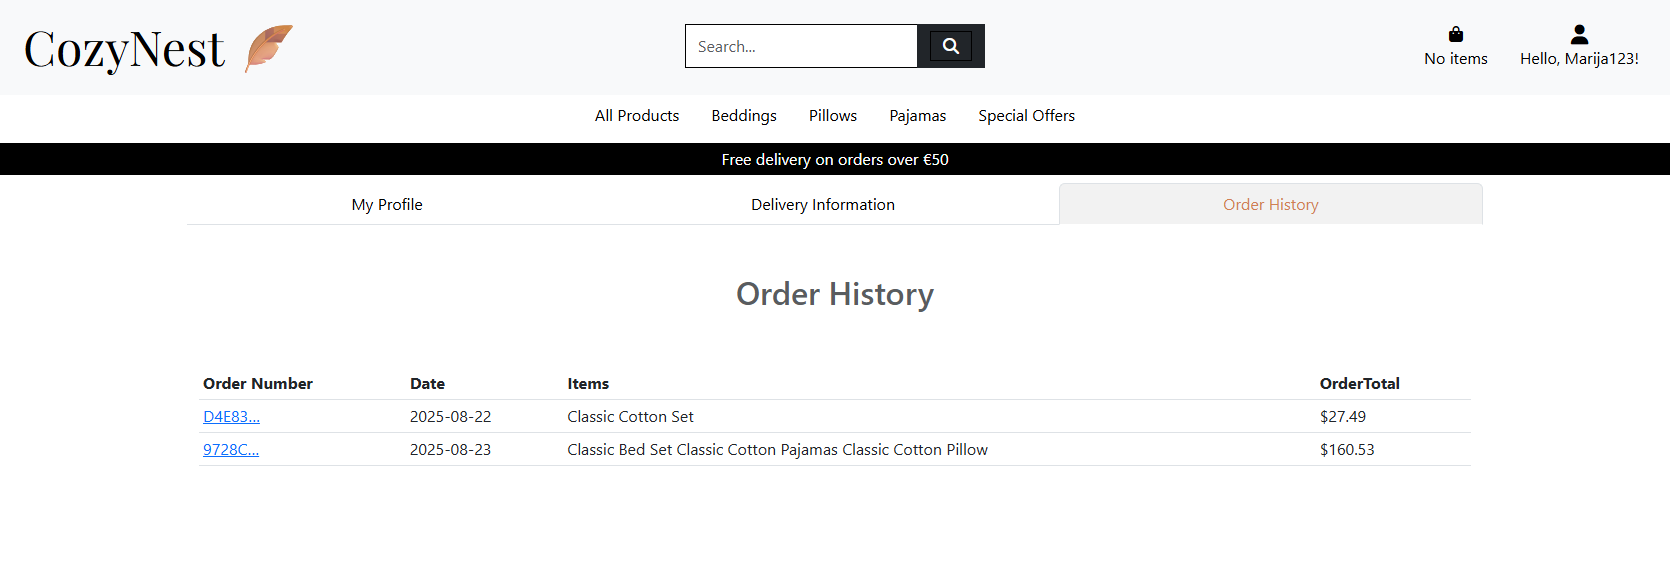 CozyNest
Search...
No items
Hello, Marija123!
All Products Beddings Pillows Pajamas Special Offers
Free delivery on orders over €50
My Profile Delivery Information Order History
Order History
Order Number Date Items OrderTotal
D4E83... 2025-08-22 Classic Cotton Set $27.49
9728C... 2025-08-23 Classic Bed Set Classic Cotton Pajamas Classic Cotton Pillow $160.53